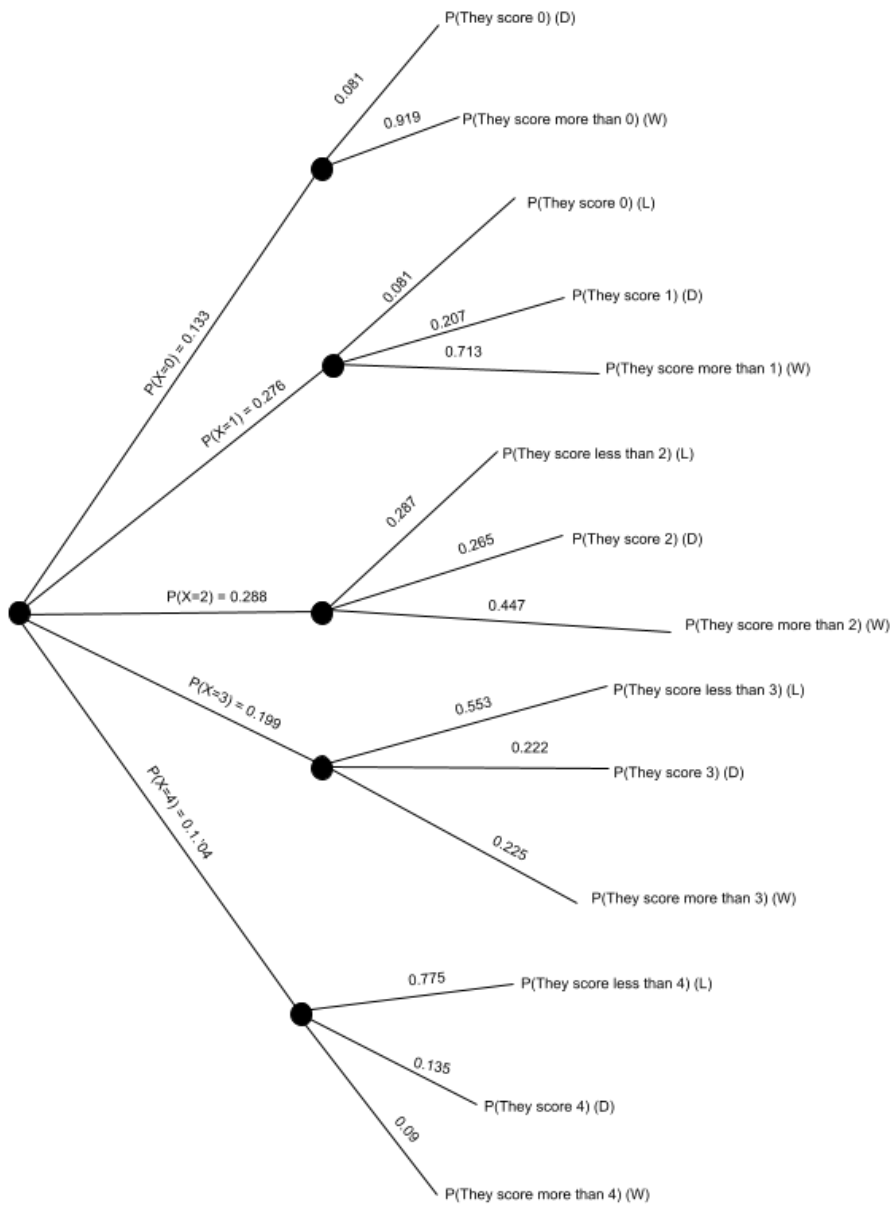 P(They score 0) (D)
0.081
0.919
P(They score more than 0) (W)
P(X=0) = 0.133
P(They score 0) (L)
0.081
P(They score 1) (D)
0.207
0.713
P(They score more than 1) (W)
P(X=1) = 0.276
P(They score less than 2) (L)
0.287
0.265
P(They score 2) (D)
P(X=2) = 0.288
0.447
P(They score more than 2) (W)
P(X=3) = 0.199
0.553
P(They score less than 3) (L)
0.222
P(They score 3) (D)
0.225
P(They score more than 3) (W)
P(X=4) = 0.1.'04
0.775
P(They score less than 4) (L)
0.135
P(They score 4) (D)
0.09
P(They score more than 4) (W)